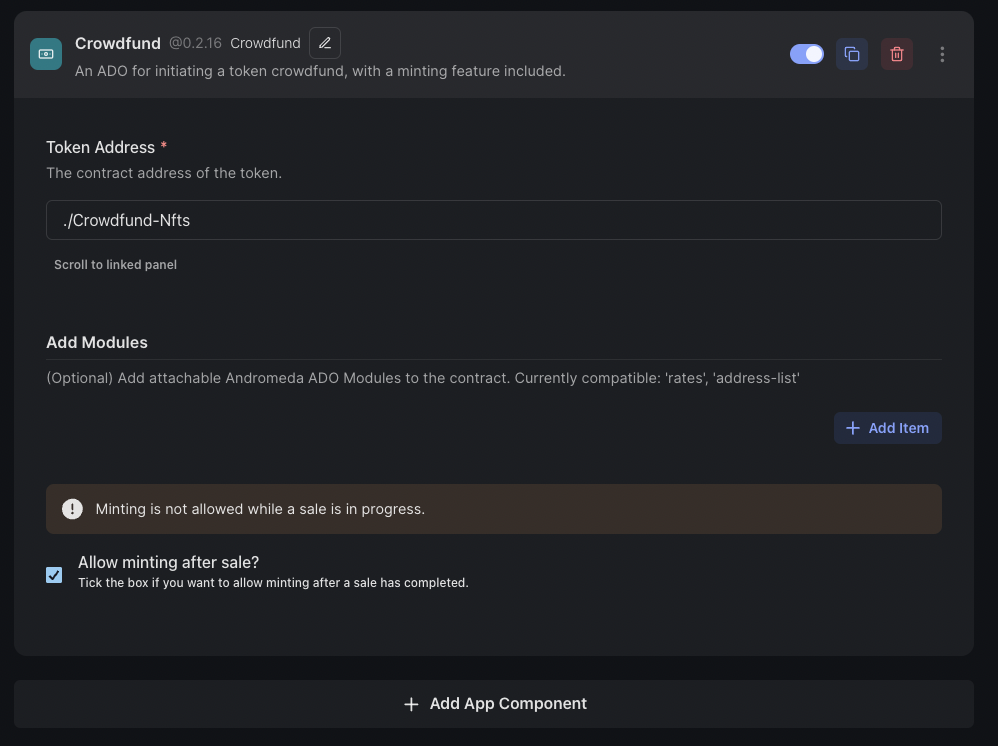 Crowdfund @0.2.16 Crowdfund
An ADO for initiating a token crowdfund, with a minting feature included.
Token Address *
The contract address of the token.
./Crowdfund-Nfts
Scroll to linked panel
Add Modules
(Optional) Add attachable Andromeda ADO Modules to the contract. Currently compatible: 'rates', 'address-list'
+ Add Item
! Minting is not allowed while a sale is in progress.
Allow minting after sale?
Tick the box if you want to allow minting after a sale has completed.
+ Add App Component